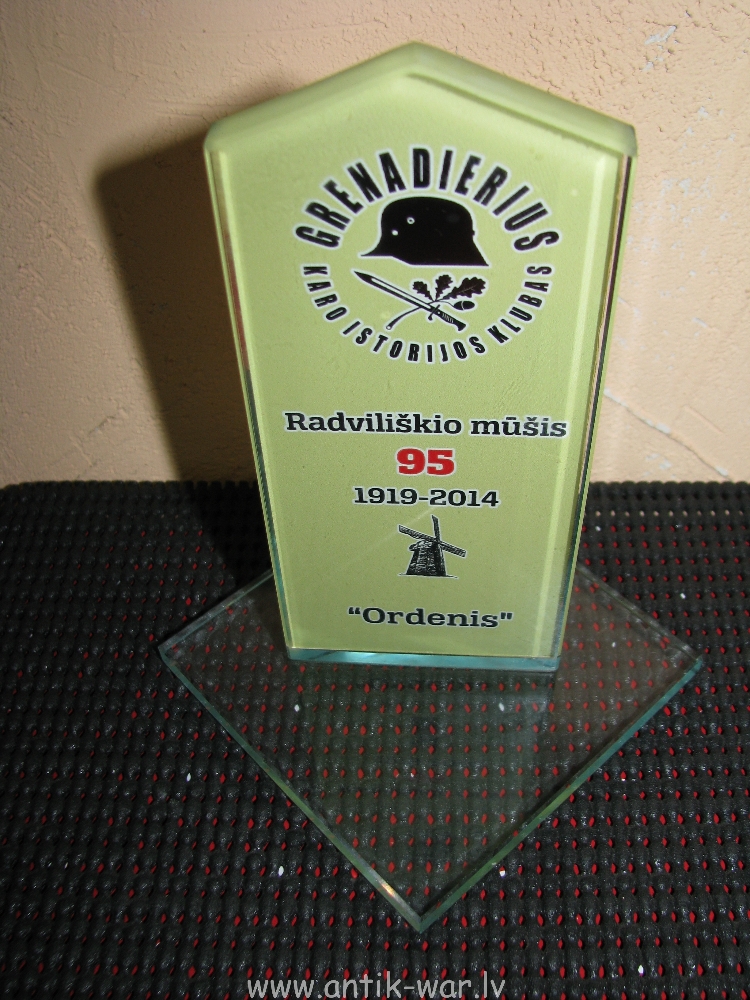 GRENADIERIUS
KARO ISTORIJOS KLUBAS
Radviliškio mūšis
95
1919-2014
“Ordenis"
www.antik-war.lv